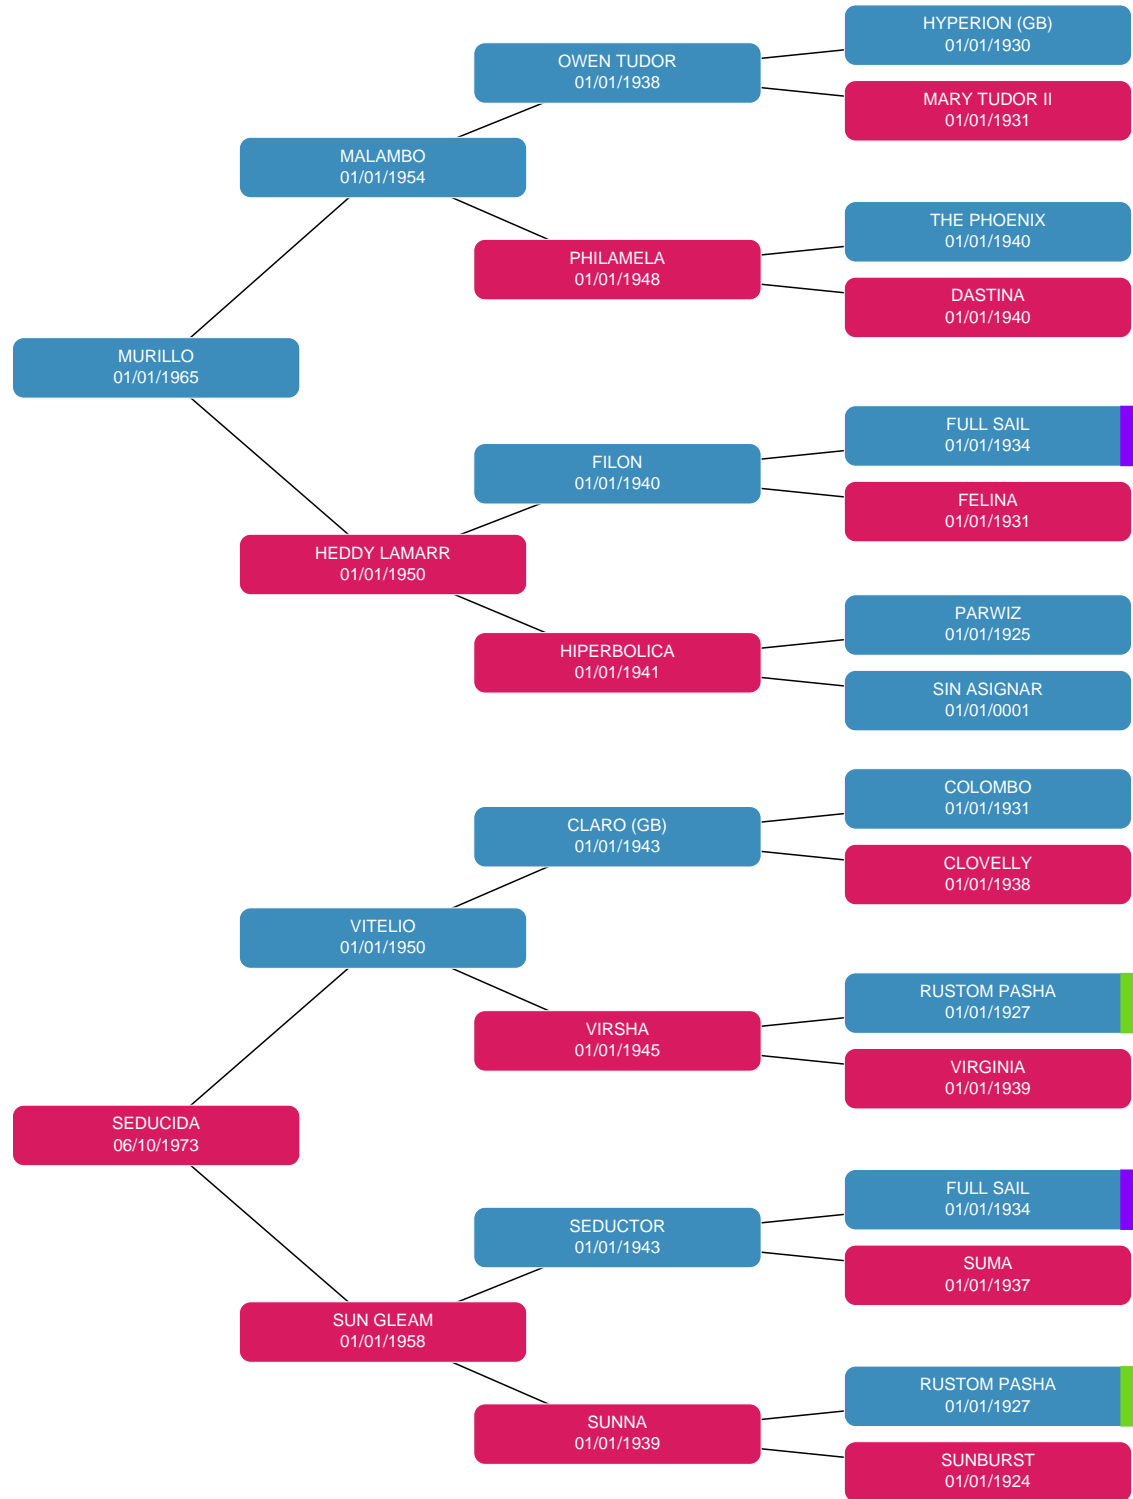 HYPERION (GB)
01/01/1930
OWEN TUDOR
01/01/1938
MARY TUDOR II
01/01/1931
MALAMBO
01/01/1954
THE PHOENIX
01/01/1940
PHILAMELA
01/01/1948
DASTINA
01/01/1940
MURILLO
01/01/1965
FULL SAIL
01/01/1934
FILON
01/01/1940
FELINA
01/01/1931
HEDDY LAMARR
01/01/1950
PARWIZ
01/01/1925
HIPERBOLICA
01/01/1941
SIN ASIGNAR
01/01/0001
COLOMBO
01/01/1931
CLARO (GB)
01/01/1943
CLOVELLY
01/01/1938
VITELIO
01/01/1950
RUSTOM PASHA
01/01/1927
VIRSHA
01/01/1945
VIRGINIA
01/01/1939
SEDUCIDA
06/10/1973
FULL SAIL
01/01/1934
SEDUCTOR
01/01/1943
SUMA
01/01/1937
SUN GLEAM
01/01/1958
RUSTOM PASHA
01/01/1927
SUNNA
01/01/1939
SUNBURST
01/01/1924